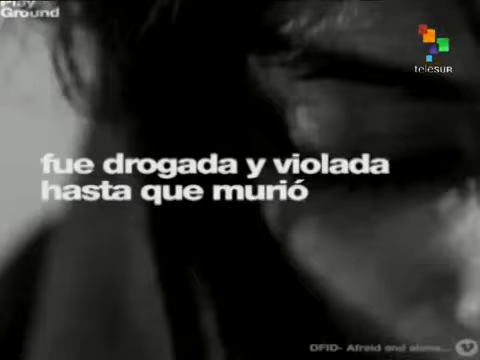 Play
Ground
teleSUR
fue drogada y violada
hasta que murió
DFID- Afraid and alone...